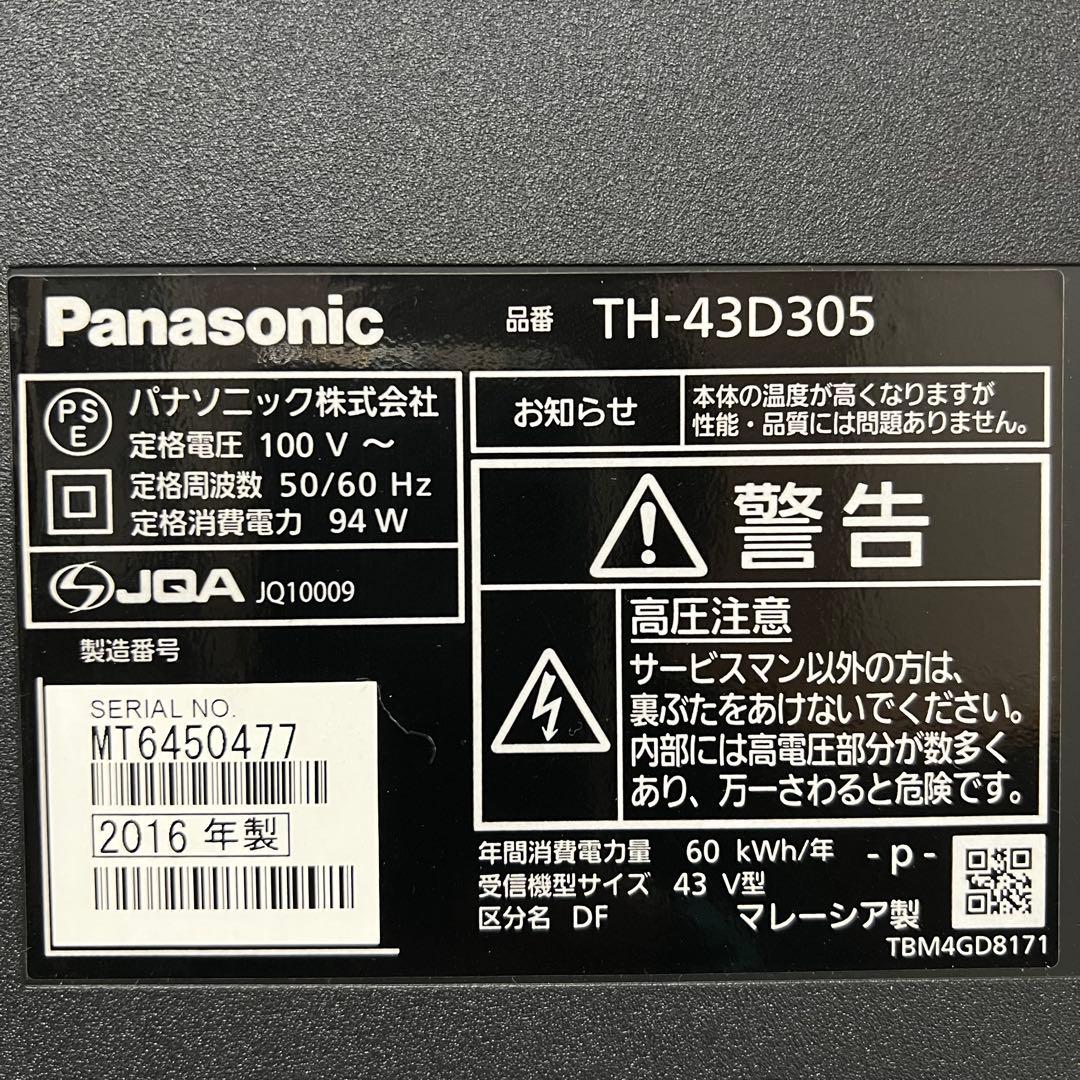 Panasonic
品番 TH-43D305
PS
E
パナソニック株式会社
定格電圧 100 V ～
定格周波数 50/60 Hz
定格消費電力 94 W
JQA JQ10009
製造番号
SERIAL NO.
MT6450477
2016 年製
お知らせ
本体の温度が高くなりますが
性能・品質には問題ありません。
警告
高圧注意
サービスマン以外の方は、
裏ぶたをあけないでください。
内部には高電圧部分が数多く
あり、万一さわると危険です。
年間消費電力量 60 kWh/年 - p -
受信機型サイズ 43 V型
区分名 DF マレーシア製
TBM4GD8171